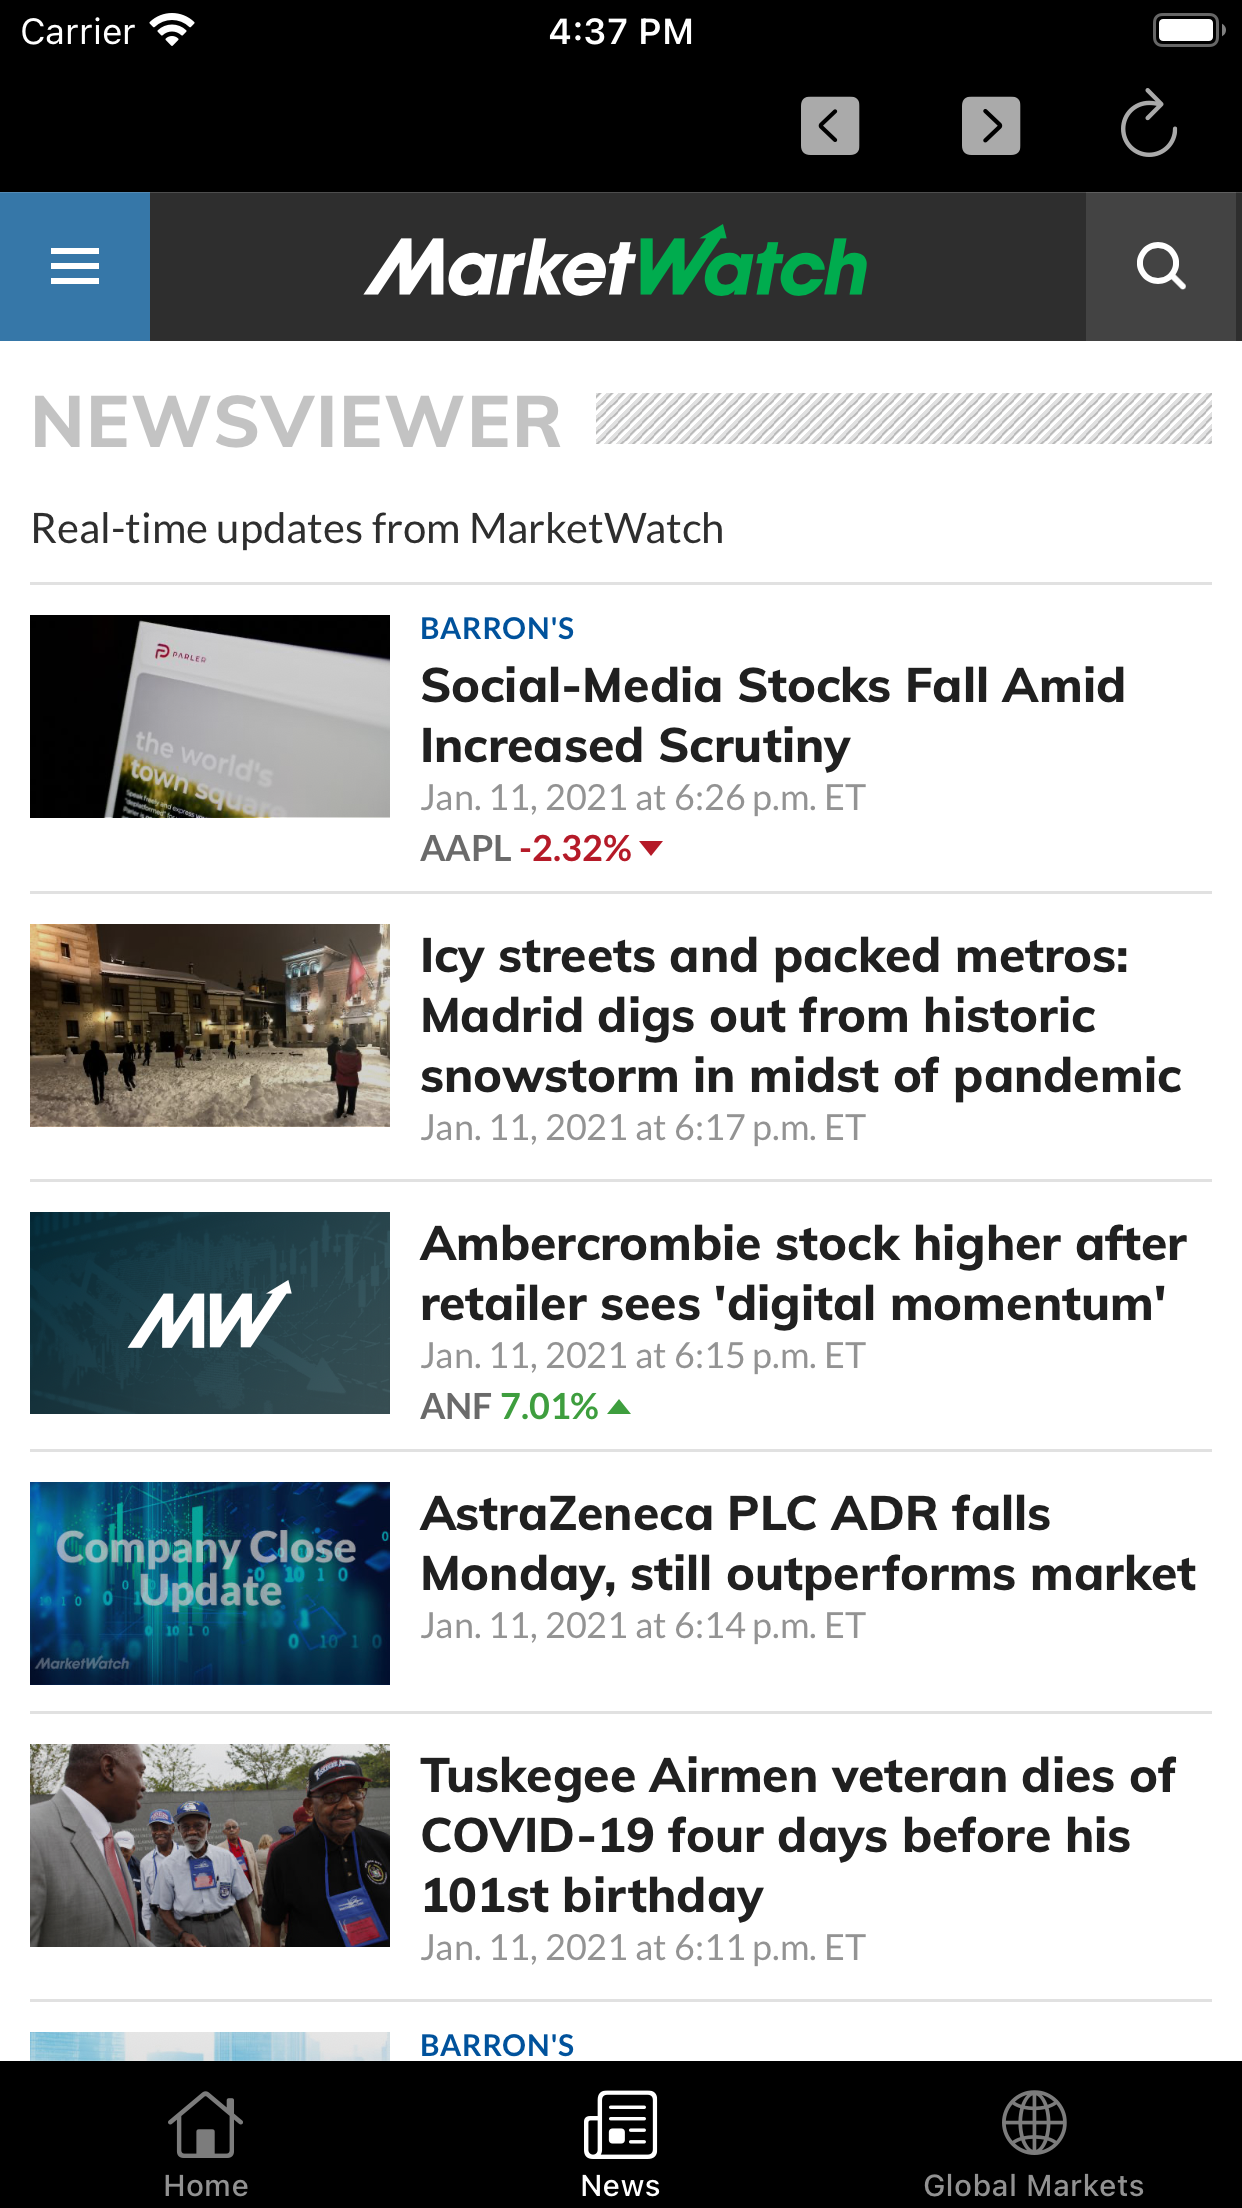 Carrier 4:37 PM
MarketWatch
NEWSVIEWER
Real-time updates from MarketWatch
PARLER
the world's
town square
BARRON'S
Social-Media Stocks Fall Amid
Increased Scrutiny
Jan. 11, 2021 at 6:26 p.m. ET
AAPL -2.32%
Icy streets and packed metros:
Madrid digs out from historic
snowstorm in midst of pandemic
Jan. 11, 2021 at 6:17 p.m. ET
MW
Ambercrombie stock higher after
retailer sees 'digital momentum'
Jan. 11, 2021 at 6:15 p.m. ET
ANF 7.01%
Company Close
Update
MarketWatch
AstraZeneca PLC ADR falls
Monday, still outperforms market
Jan. 11, 2021 at 6:14 p.m. ET
Tuskegee Airmen veteran dies of
COVID-19 four days before his
101st birthday
Jan. 11, 2021 at 6:11 p.m. ET
BARRON'S
Home
News
Global Markets